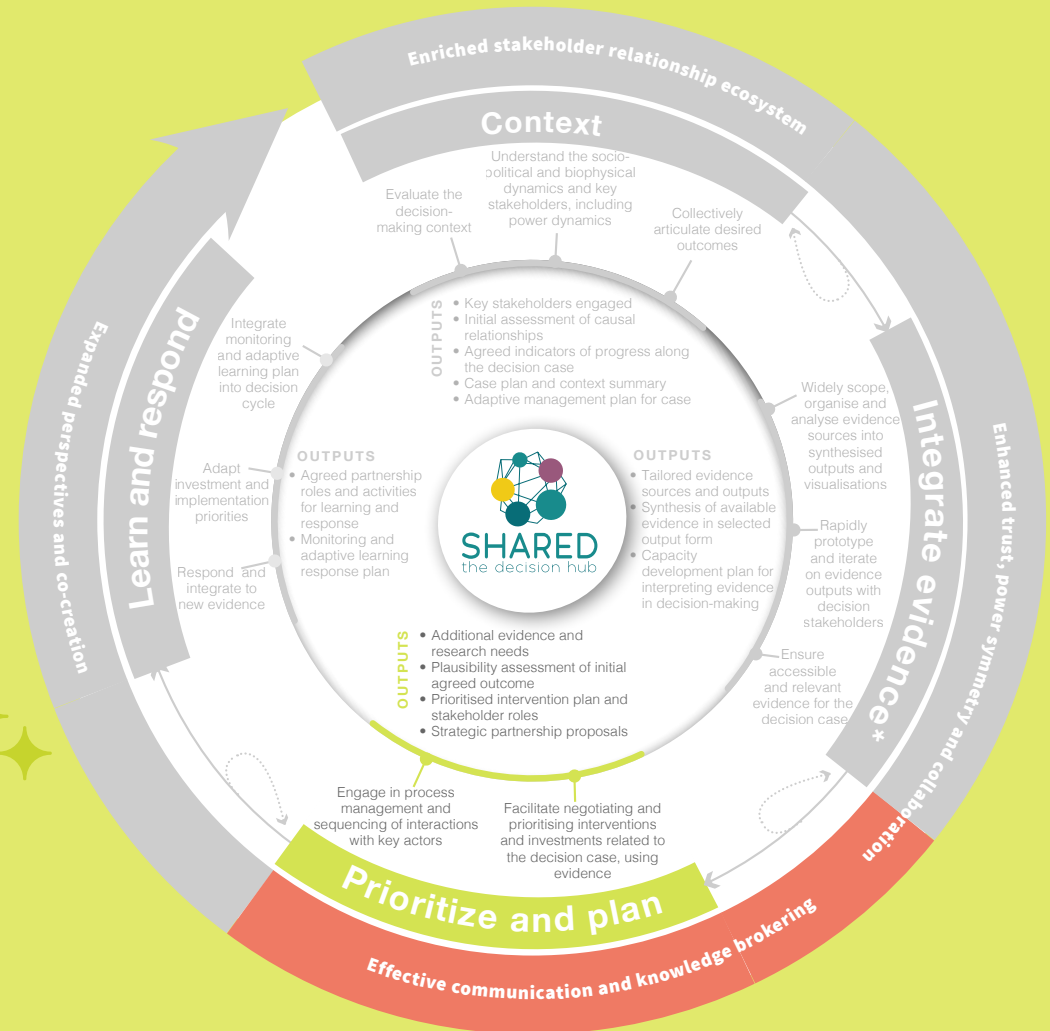 Enriched stakeholder relationship ecosystem
Context
Evaluate the
decision-
making context
Understand the socio-
political and biophysical
dynamics and key
stakeholders, including
power dynamics
Collectively
articulate desired
outcomes
OUTPUTS
• Key stakeholders engaged
• Initial assessment of causal
relationships
• Agreed indicators of progress along
the decision case
• Case plan and context summary
• Adaptive management plan for case
Enhanced trust, power symmetry and collaboration
Integrate evidence*
Widely scope,
organise and
analyse evidence
sources into
synthesised
outputs and
visualisations
Rapidly
prototype
and iterate
on evidence
outputs with
decision
stakeholders
Ensure
accessible
and relevant
evidence for the
decision case
OUTPUTS
• Tailored evidence
sources and outputs
• Synthesis of available
evidence in selected
output form
• Capacity
development plan for
interpreting evidence
in decision-making
SHARED
the decision hub
OUTPUTS
• Additional evidence and
research needs
• Plausibility assessment of initial
agreed outcome
• Prioritised intervention plan and
stakeholder roles
• Strategic partnership proposals
Engage in process
management and
sequencing of interactions
with key actors
Facilitate negotiating and
prioritising interventions
and investments related to
the decision case, using
evidence
Prioritize and plan
Effective communication and knowledge brokering
Expanded perspectives and co-creation
Learn and respond
Integrate
monitoring
and adaptive
learning plan
into decision
cycle
Adapt
investment and
implementation
priorities
Respond and
integrate to
new evidence
OUTPUTS
• Agreed partnership
roles and activities
for learning and
response
• Monitoring and
adaptive learning
response plan